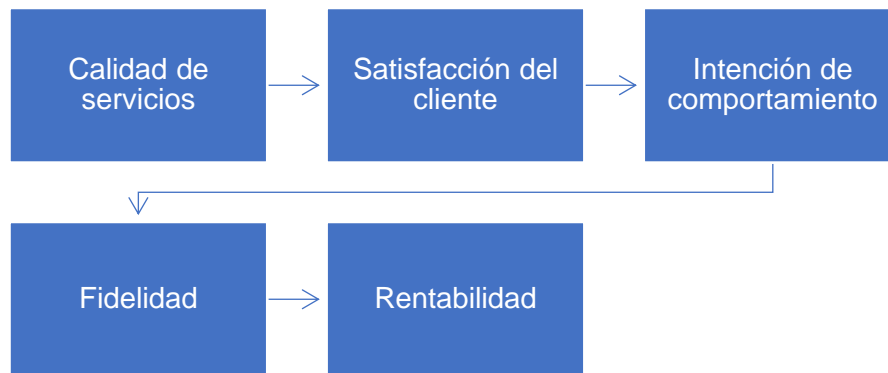 Calidad de
servicios
Satisfacción del
cliente
Intención de
comportamiento
Fidelidad
Rentabilidad